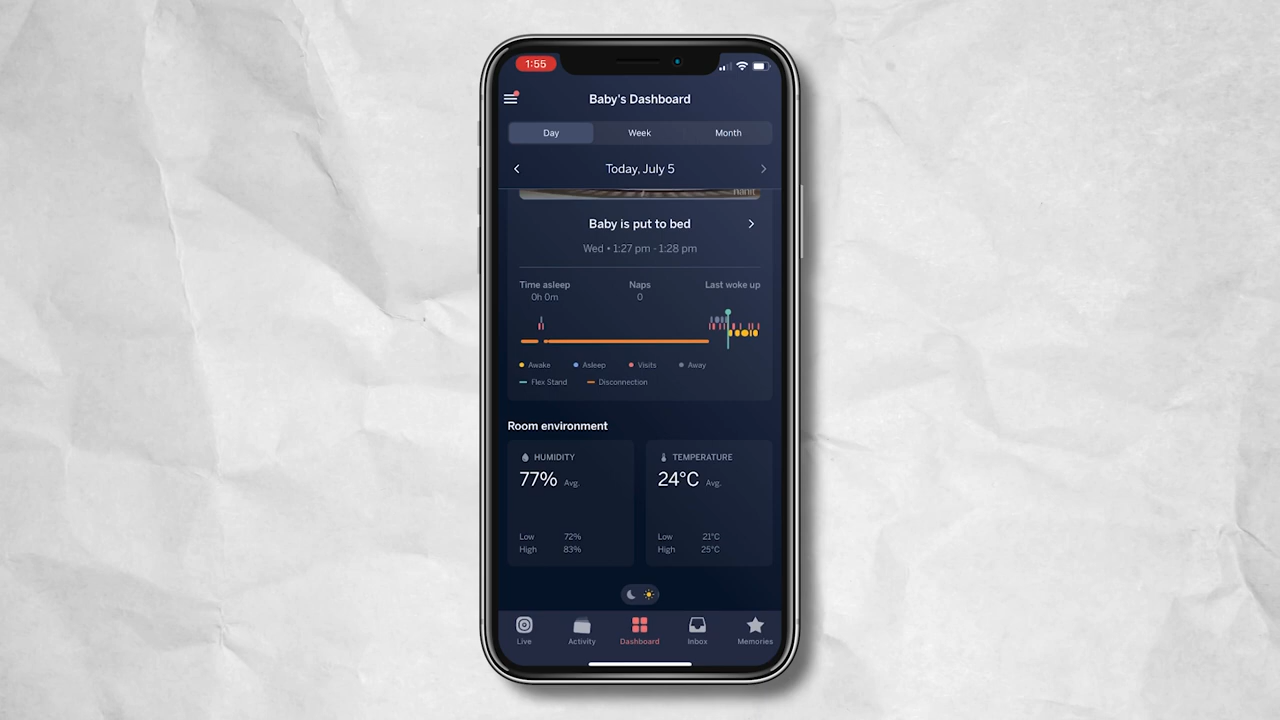 1:55
Baby's Dashboard
Day Week Month
Today, July 5
nanit
Baby is put to bed
Wed • 1:27 pm - 1:28 pm
Time asleep Naps Last woke up
0h 0m 0
Awake Asleep Visits Away
Flex Stand Disconnection
Room environment
HUMIDITY TEMPERATURE
77% Avg. 24°C Avg.
Low 72% Low 21°C
High 83% High 25°C
Live Activity Dashboard Inbox Memories